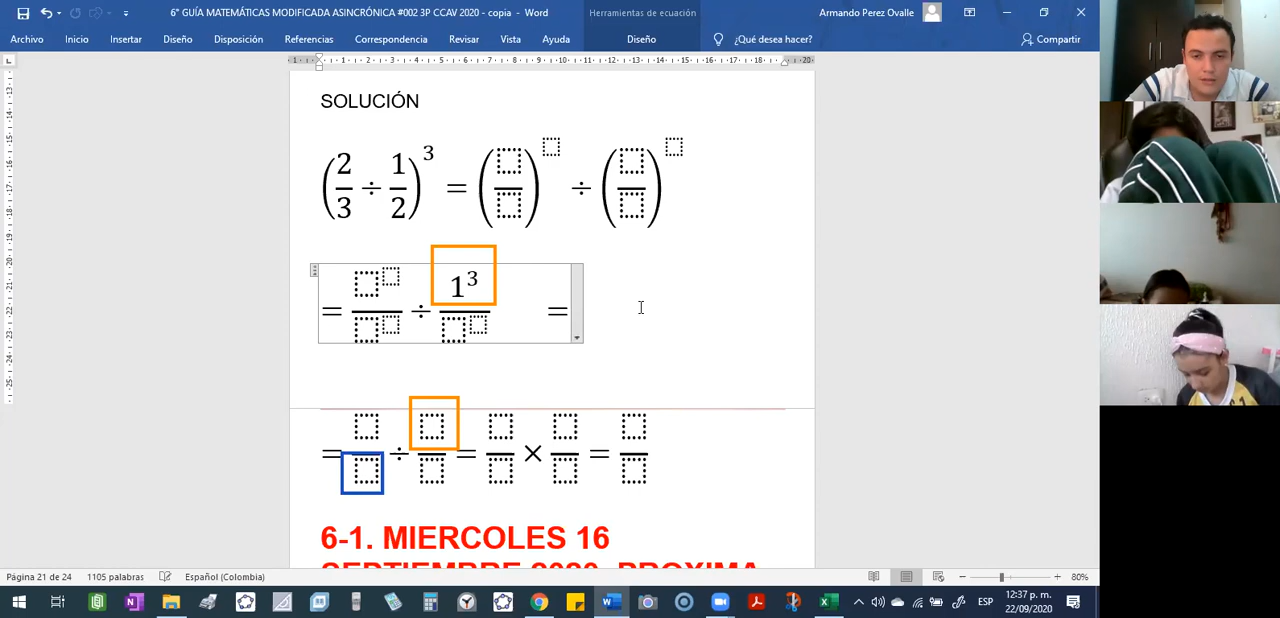 6° GUÍA MATEMÁTICAS MODIFICADA ASINCRÓNICA #002 3P CCAV 2020 - copia - Word
Herramientas de ecuación
Armando Perez Ovalle
Archivo Inicio Insertar Diseño Disposición Referencias Correspondencia Revisar Vista Ayuda Diseño ¿Qué desea hacer? Compartir
SOLUCIÓN
(2/3 ÷ 1/2)³ = (⬚/⬚)^⬚ ÷ (⬚/⬚)^⬚
= ⬚^⬚/⬚^⬚ ÷ 1³/⬚^⬚ =
= ⬚/⬚ ÷ ⬚/⬚ = ⬚/⬚ × ⬚/⬚ = ⬚/⬚
6-1. MIERCOLES 16
SEPTIEMBRE 2020. PROXIMA
Página 21 de 24 1105 palabras Español (Colombia) 80%
ESP 12:37 p. m.
22/09/2020